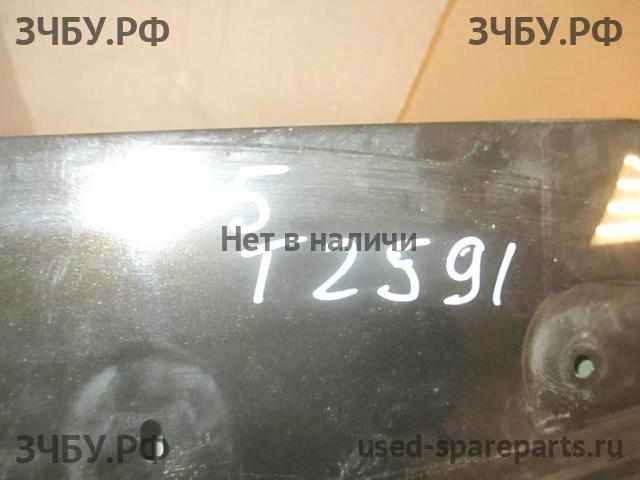 ЗЧБУ.РФ ЗЧБУ.РФ
5
Нет в наличи
T2591
ЗЧБУ.РФ used-spareparts.ru